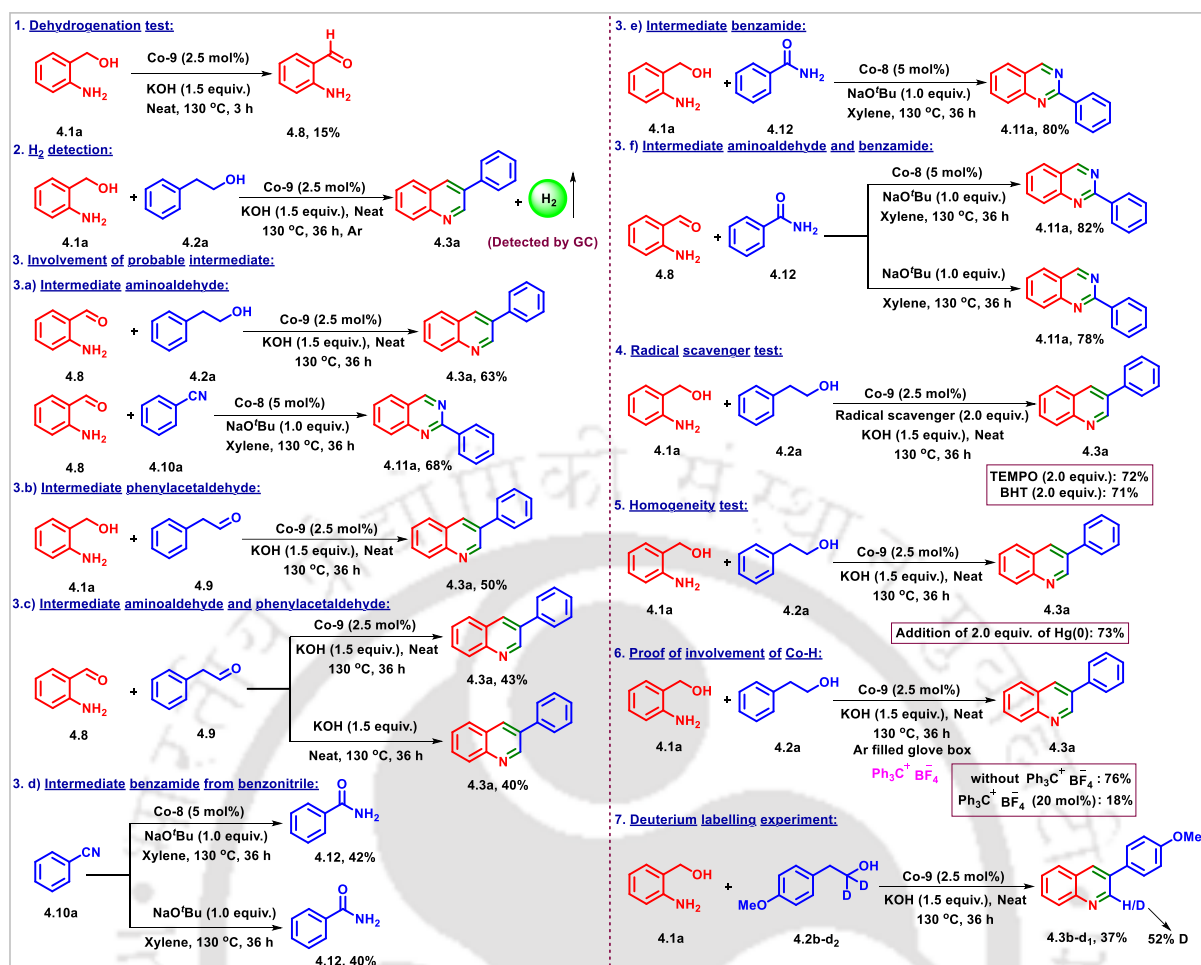 1. Dehydrogenation test:
OH
NH2
4.1a
Co-9 (2.5 mol%)
KOH (1.5 equiv.)
Neat, 130 °C, 3 h
H
O
NH2
4.8, 15%
2. H2 detection:
OH
NH2
4.1a
+
OH
4.2a
Co-9 (2.5 mol%)
KOH (1.5 equiv.), Neat
130 °C, 36 h, Ar
N
4.3a
+
H2
(Detected by GC)
3. Involvement of probable intermediate:
3.a) Intermediate aminoaldehyde:
O
NH2
4.8
+
OH
4.2a
Co-9 (2.5 mol%)
KOH (1.5 equiv.), Neat
130 °C, 36 h
N
4.3a, 63%
O
NH2
4.8
+
CN
4.10a
Co-8 (5 mol%)
NaOtBu (1.0 equiv.)
Xylene, 130 °C, 36 h
N
N
4.11a, 68%
3.b) Intermediate phenylacetaldehyde:
OH
NH2
4.1a
+
O
4.9
Co-9 (2.5 mol%)
KOH (1.5 equiv.), Neat
130 °C, 36 h
N
4.3a, 50%
3.c) Intermediate aminoaldehyde and phenylacetaldehyde:
O
NH2
4.8
+
O
4.9
Co-9 (2.5 mol%)
KOH (1.5 equiv.), Neat
130 °C, 36 h
N
4.3a, 43%
KOH (1.5 equiv.)
Neat, 130 °C, 36 h
N
4.3a, 40%
3. d) Intermediate benzamide from benzonitrile:
CN
4.10a
Co-8 (5 mol%)
NaOtBu (1.0 equiv.)
Xylene, 130 °C, 36 h
O
NH2
4.12, 42%
NaOtBu (1.0 equiv.)
Xylene, 130 °C, 36 h
O
NH2
4.12, 40%
3. e) Intermediate benzamide:
OH
NH2
4.1a
+
O
NH2
4.12
Co-8 (5 mol%)
NaOtBu (1.0 equiv.)
Xylene, 130 °C, 36 h
N
N
4.11a, 80%
3. f) Intermediate aminoaldehyde and benzamide:
O
NH2
4.8
+
O
NH2
4.12
Co-8 (5 mol%)
NaOtBu (1.0 equiv.)
Xylene, 130 °C, 36 h
N
N
4.11a, 82%
NaOtBu (1.0 equiv.)
Xylene, 130 °C, 36 h
N
N
4.11a, 78%
4. Radical scavenger test:
OH
NH2
4.1a
+
OH
4.2a
Co-9 (2.5 mol%)
Radical scavenger (2.0 equiv.)
KOH (1.5 equiv.), Neat
130 °C, 36 h
N
4.3a
TEMPO (2.0 equiv.): 72%
BHT (2.0 equiv.): 71%
5. Homogeneity test:
OH
NH2
4.1a
+
OH
4.2a
Co-9 (2.5 mol%)
KOH (1.5 equiv.), Neat
130 °C, 36 h
N
4.3a
Addition of 2.0 equiv. of Hg(0): 73%
6. Proof of involvement of Co-H:
OH
NH2
4.1a
+
OH
4.2a
Co-9 (2.5 mol%)
KOH (1.5 equiv.), Neat
130 °C, 36 h
Ar filled glove box
Ph3C+ BF4−
N
4.3a
without Ph3C+ BF4− : 76%
Ph3C+ BF4− (20 mol%) : 18%
7. Deuterium labelling experiment:
OH
NH2
4.1a
+
OH
D
D
MeO
4.2b-d2
Co-9 (2.5 mol%)
KOH (1.5 equiv.), Neat
130 °C, 36 h
OMe
N
H/D
4.3b-d1, 37%
52% D